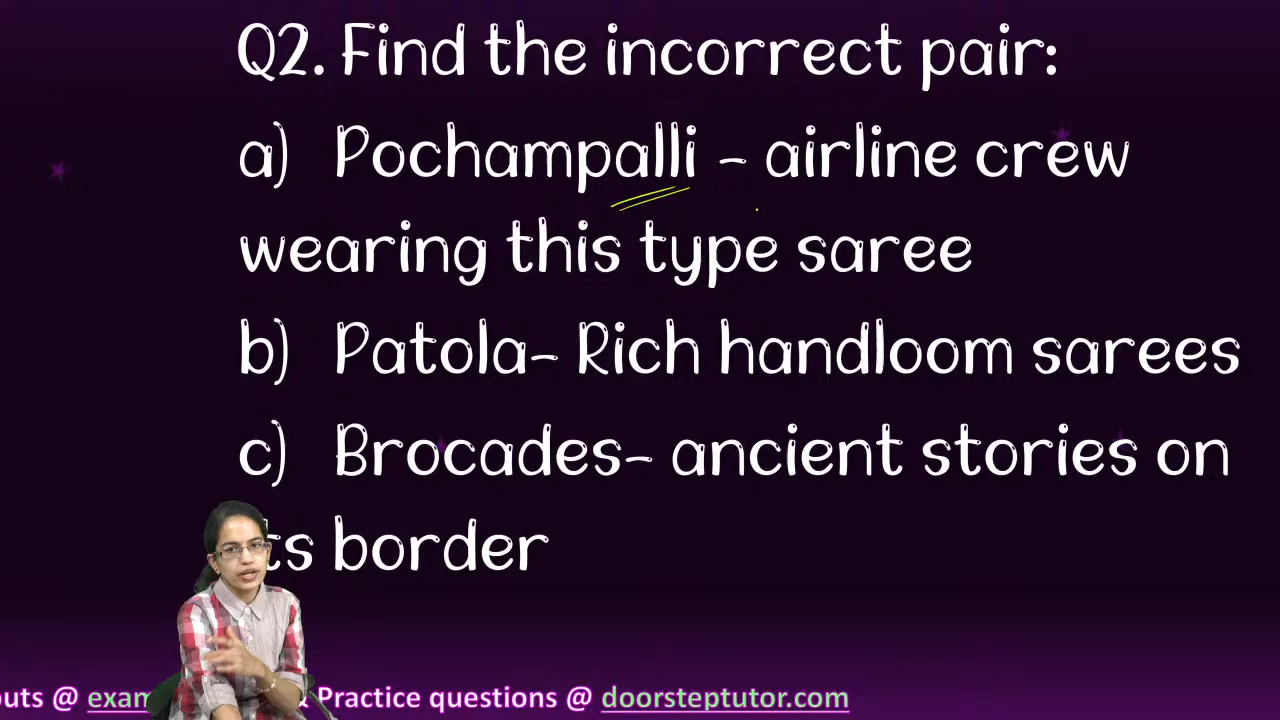 Q2. Find the incorrect pair:
a) Pochampalli - airline crew
wearing this type saree
b) Patola- Rich handloom sarees
c) Brocades- ancient stories on
ts border
outs @ exam & Practice questions @ doorsteptutor.com